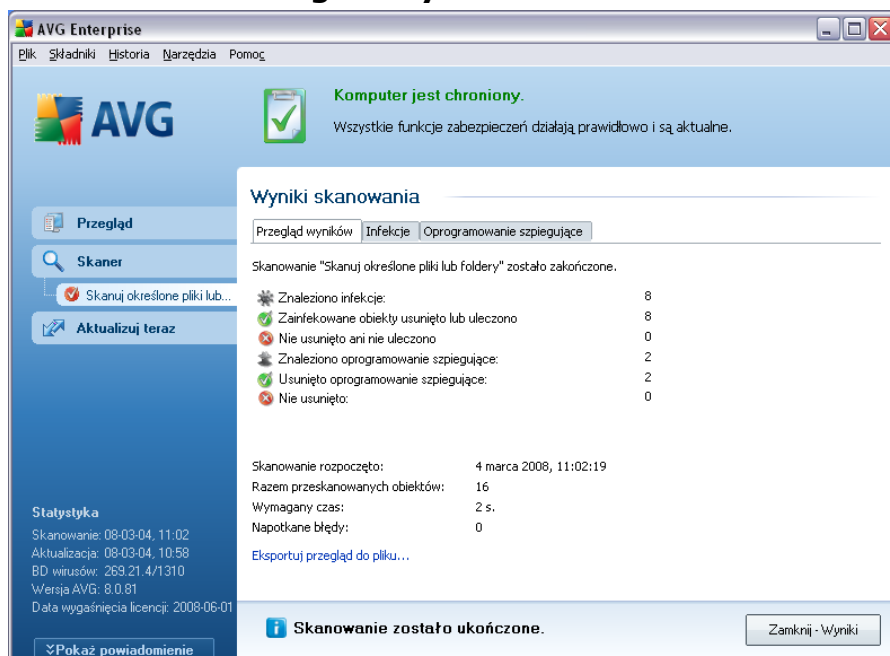 AVG Enterprise
Plik Składniki Historia Narzędzia Pomoc
AVG
Komputer jest chroniony.
Wszystkie funkcje zabezpieczeń działają prawidłowo i są aktualne.
Przegląd
Skaner
Skanuj określone pliki lub...
Aktualizuj teraz
Statystyka
Skanowanie: 08-03-04, 11:02
Aktualizacja: 08-03-04, 10:58
BD wirusów: 269.21.4/1310
Wersja AVG: 8.0.81
Data wygaśnięcia licencji: 2008-06-01
Pokaż powiadomienie
Wyniki skanowania
Przegląd wyników Infekcje Oprogramowanie szpiegujące
Skanowanie "Skanuj określone pliki lub foldery" zostało zakończone.
Znaleziono infekcje: 8
Zainfekowane obiekty usunięto lub uleczono 8
Nie usunięto ani nie uleczono 0
Znaleziono oprogramowanie szpiegujące: 2
Usunięto oprogramowanie szpiegujące: 2
Nie usunięto: 0
Skanowanie rozpoczęto: 4 marca 2008, 11:02:19
Razem przeskanowanych obiektów: 16
Wymagany czas: 2 s.
Napotkane błędy: 0
Eksportuj przegląd do pliku...
Skanowanie zostało ukończone.
Zamknij - Wyniki